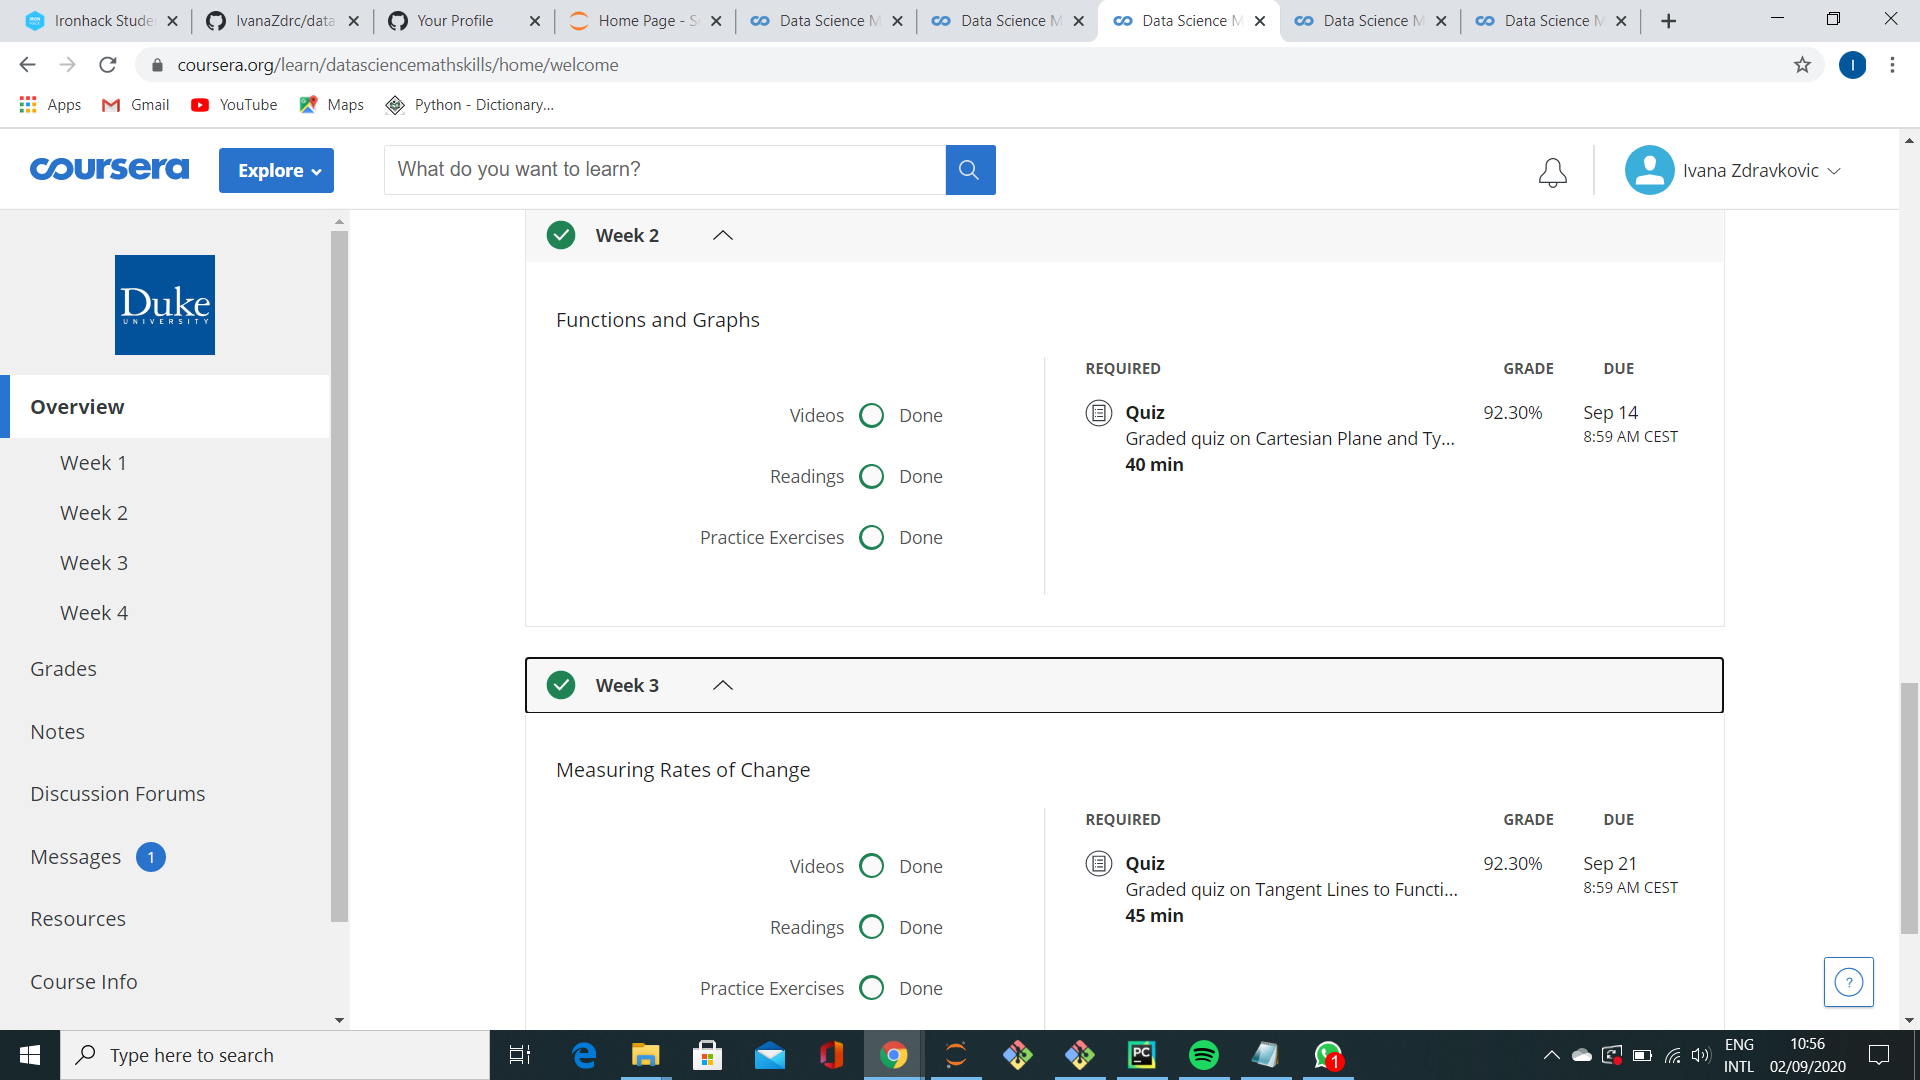 Ironhack Stude
IvanaZdrc/data
Your Profile
Home Page - S
Data Science M
Data Science M
Data Science M
Data Science M
Data Science M
coursera.org/learn/datasciencemathskills/home/welcome
I
Apps
Gmail
YouTube
Maps
Python - Dictionary...
coursera
Explore
What do you want to learn?
Ivana Zdravkovic
Duke
UNIVERSITY
Overview
Week 1
Week 2
Week 3
Week 4
Grades
Notes
Discussion Forums
Messages 1
Resources
Course Info
Week 2
Functions and Graphs
Videos Done
Readings Done
Practice Exercises Done
REQUIRED GRADE DUE
Quiz 92.30% Sep 14
8:59 AM CEST
Graded quiz on Cartesian Plane and Ty...
40 min
Week 3
Measuring Rates of Change
Videos Done
Readings Done
Practice Exercises Done
REQUIRED GRADE DUE
Quiz 92.30% Sep 21
8:59 AM CEST
Graded quiz on Tangent Lines to Functi...
45 min
?
Type here to search
PC
1
ENG
INTL
10:56
02/09/2020